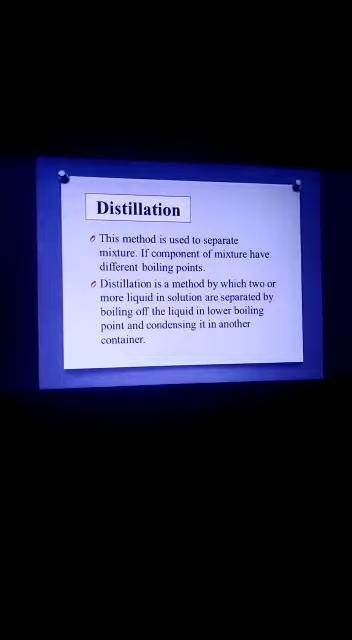 Distillation
This method is used to separate
mixture. If component of mixture have
different boiling points.
Distillation is a method by which two or
more liquid in solution are separated by
boiling off the liquid in lower boiling
point and condensing it in another
container.